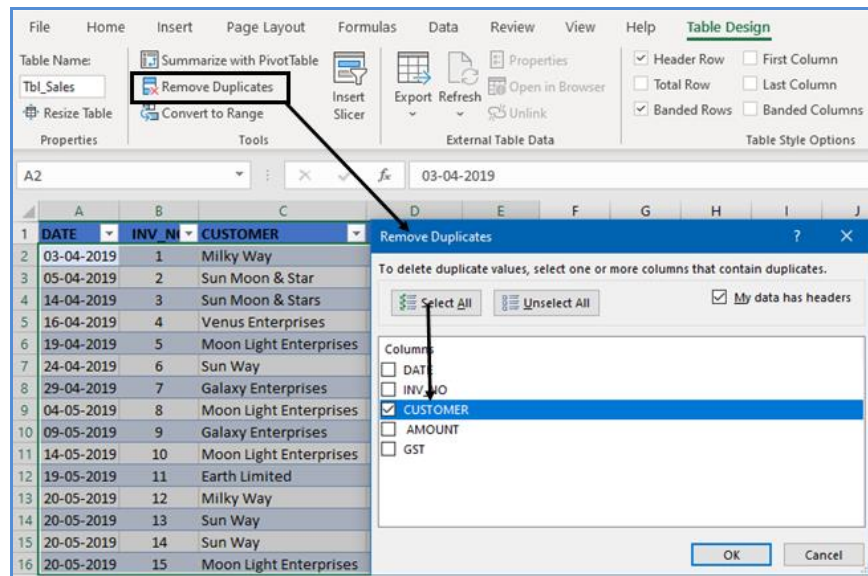 File Home Insert Page Layout Formulas Data Review View Help Table Design
Table Name:
Tbl_Sales
Resize Table
Properties
Summarize with PivotTable
Remove Duplicates
Convert to Range
Tools
Insert
Slicer
Export
Refresh
Properties
Open in Browser
Unlink
External Table Data
Header Row
Total Row
Banded Rows
First Column
Last Column
Banded Columns
Table Style Options
A2 fx 03-04-2019
A B C D E F G H I J
1 DATE INV_N CUSTOMER
2 03-04-2019 1 Milky Way
3 05-04-2019 2 Sun Moon & Star
4 14-04-2019 3 Sun Moon & Stars
5 16-04-2019 4 Venus Enterprises
6 19-04-2019 5 Moon Light Enterprises
7 24-04-2019 6 Sun Way
8 29-04-2019 7 Galaxy Enterprises
9 04-05-2019 8 Moon Light Enterprises
10 09-05-2019 9 Galaxy Enterprises
11 14-05-2019 10 Moon Light Enterprises
12 19-05-2019 11 Earth Limited
13 20-05-2019 12 Milky Way
14 20-05-2019 13 Sun Way
15 20-05-2019 14 Sun Way
16 20-05-2019 15 Moon Light Enterprises
Remove Duplicates ? ×
To delete duplicate values, select one or more columns that contain duplicates.
Select All Unselect All My data has headers
Columns
DATE
INV_NO
CUSTOMER
AMOUNT
GST
OK Cancel